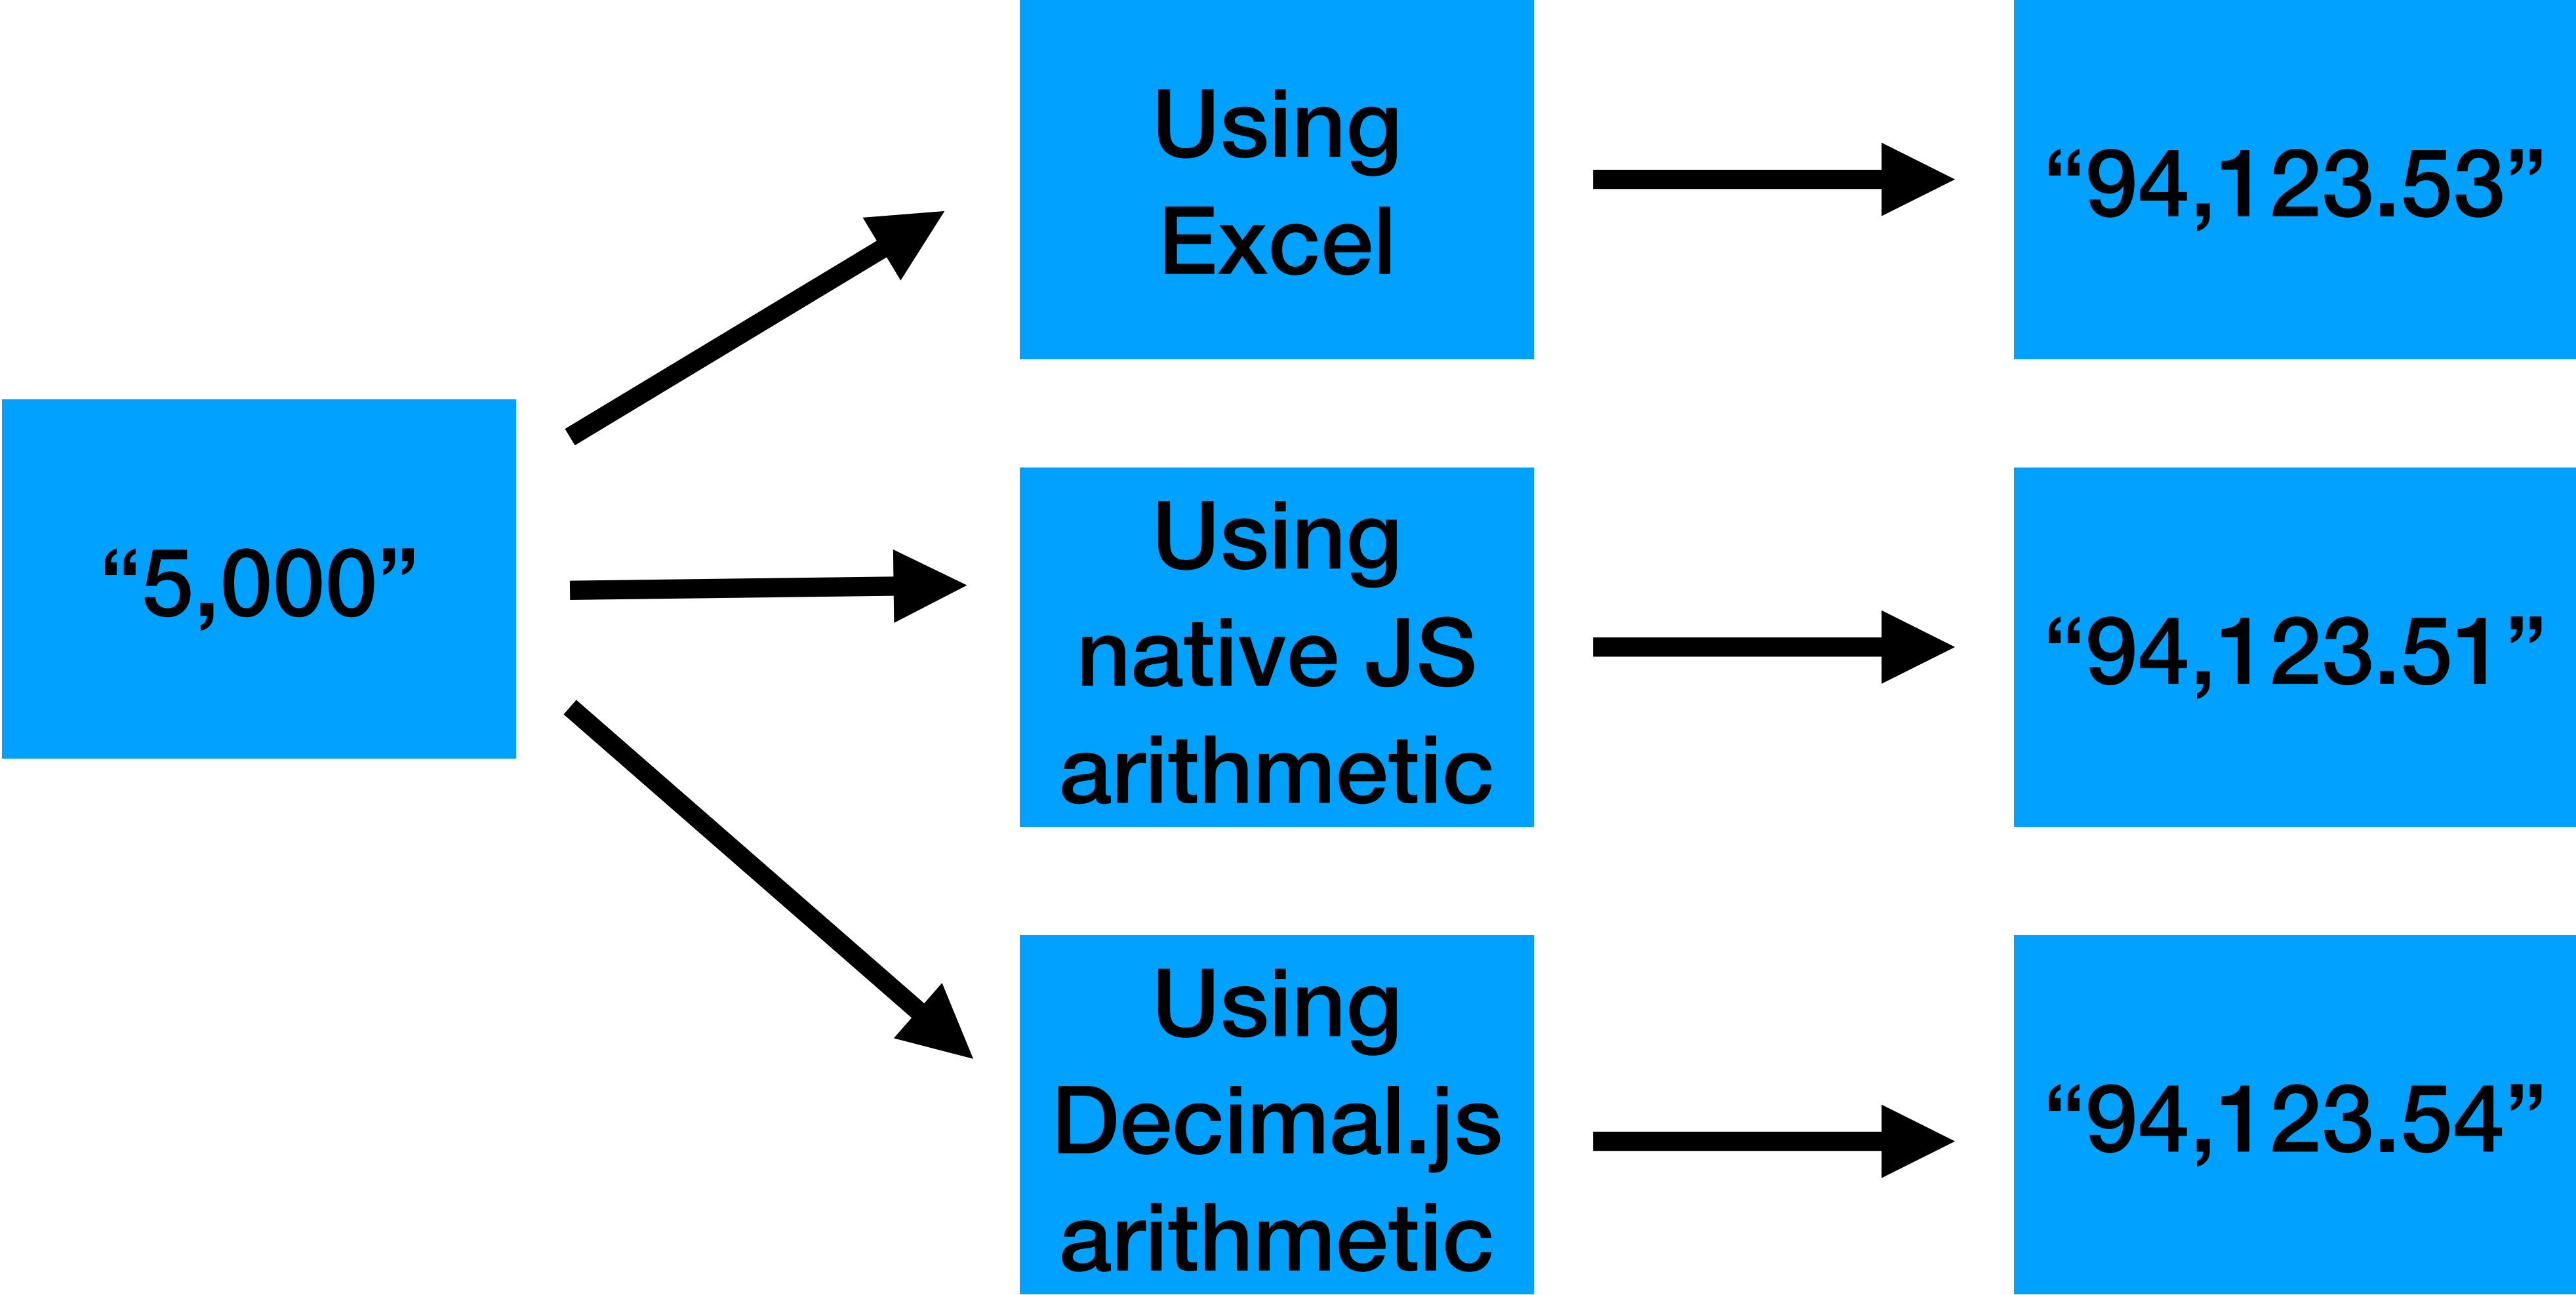 “5,000”
Using
Excel
“94,123.53”
Using
native JS
arithmetic
“94,123.51”
Using
Decimal.js
arithmetic
“94,123.54”